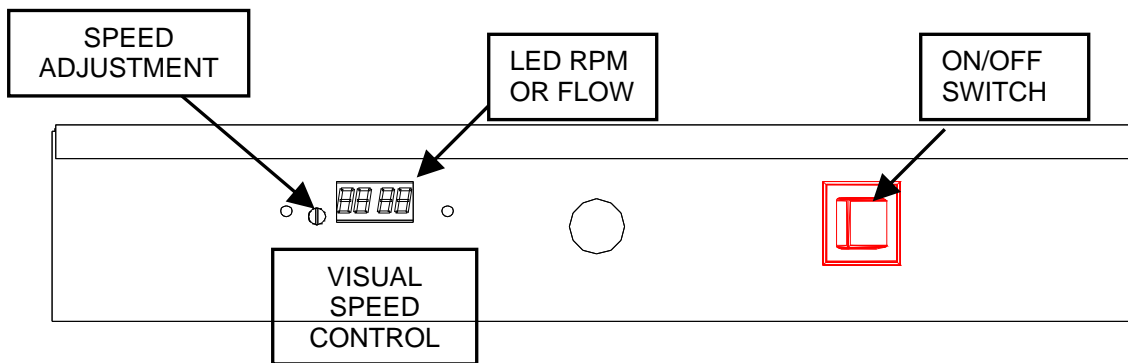 SPEED
ADJUSTMENT
LED RPM
OR FLOW
ON/OFF
SWITCH
VISUAL
SPEED
CONTROL